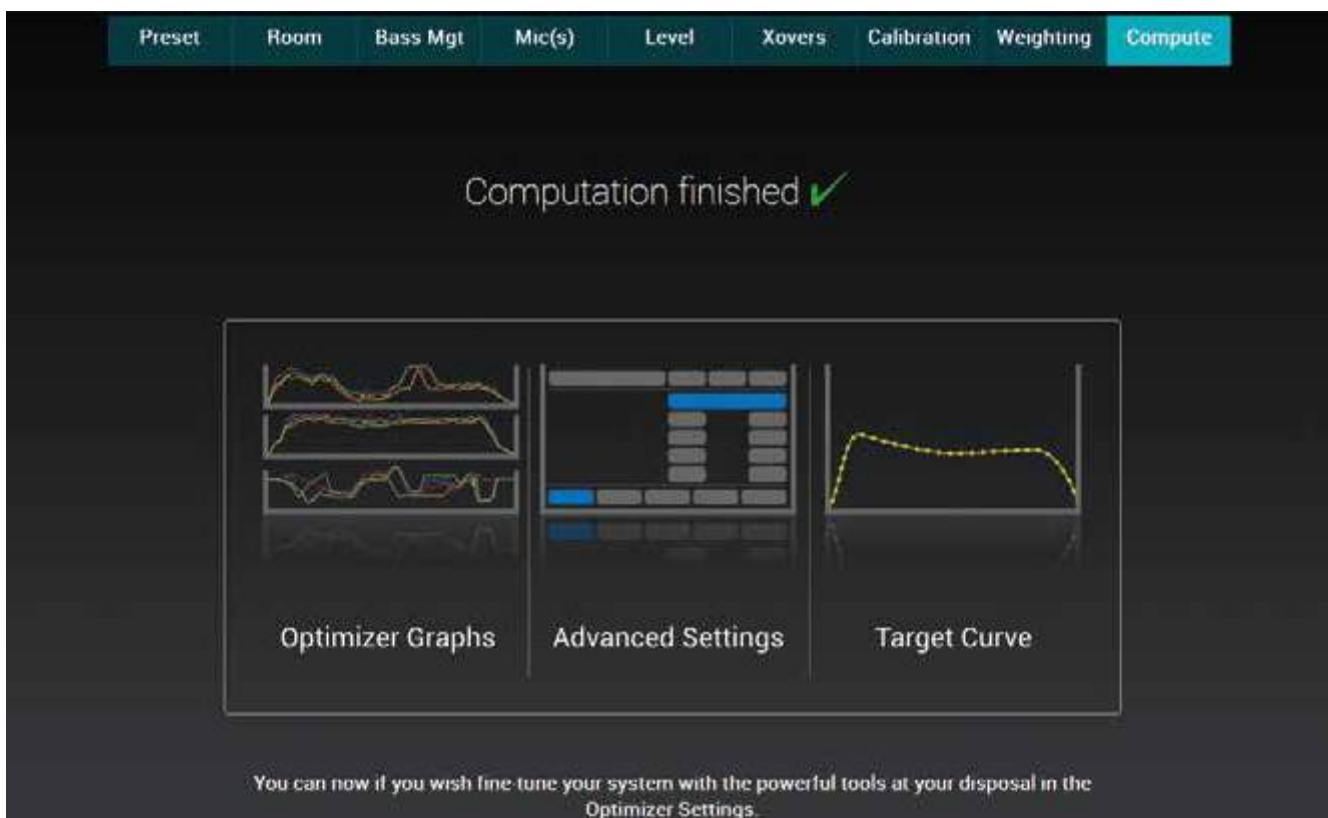 Preset Room Bass Mgt Mic(s) Level Xovers Calibration Weighting Compute
Computation finished
Optimizer Graphs Advanced Settings Target Curve
You can now if you wish fine-tune your system with the powerful tools at your disposal in the
Optimizer Settings.